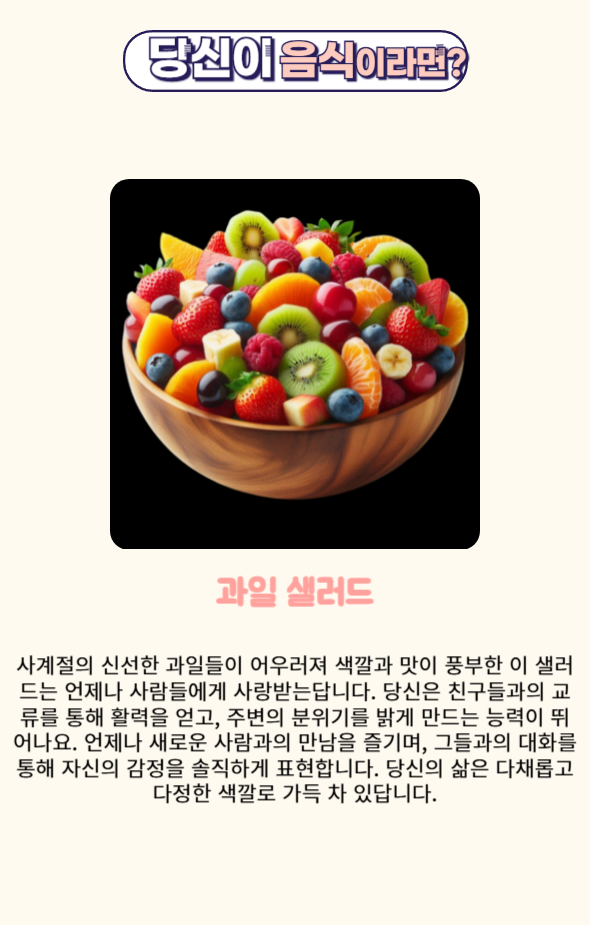 당신이 음식이라면?
과일 샐러드
사계절의 신선한 과일들이 어우러져 색깔과 맛이 풍부한 이 샐러
드는 언제나 사람들에게 사랑받는답니다. 당신은 친구들과의 교
류를 통해 활력을 얻고, 주변의 분위기를 밝게 만드는 능력이 뛰
어나요. 언제나 새로운 사람과의 만남을 즐기며, 그들과의 대화를
통해 자신의 감정을 솔직하게 표현합니다. 당신의 삶은 다채롭고
다정한 색깔로 가득 차 있답니다.